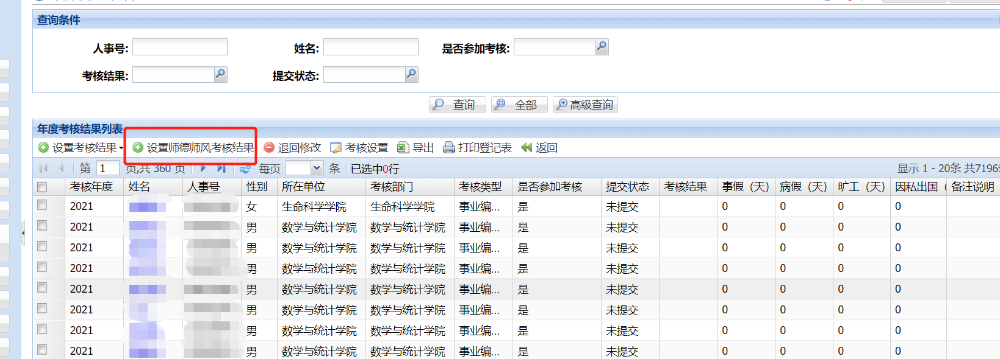 查询条件
人事号: 姓名: 是否参加考核:
考核结果: 提交状态:
查询 全部 高级查询
年度考核结果列表
设置考核结果 设置师德师风考核结果 退回修改 考核设置 导出 打印登记表 返回
第 1 页,共 360 页 每页 条 已选中0行 显示 1 - 20条 共7196
考核年度 姓名 人事号 性别 所在单位 考核部门 考核类型 是否参加考核 提交状态 考核结果 事假（天） 病假（天） 旷工（天） 因私出国（ 备注说明
2021 女 生命科学学院 生命科学学院 事业编... 是 未提交 0 0 0 0
2021 男 数学与统计学院 数学与统计学院 事业编... 是 未提交 0 0 0 0
2021 男 数学与统计学院 数学与统计学院 事业编... 是 未提交 0 0 0 0
2021 男 数学与统计学院 数学与统计学院 事业编... 是 未提交 0 0 0 0
2021 男 数学与统计学院 数学与统计学院 事业编... 是 未提交 0 0 0 0
2021 男 数学与统计学院 数学与统计学院 事业编... 是 未提交 0 0 0 0
2021 男 数学与统计学院 数学与统计学院 事业编... 是 未提交 0 0 0 0
2021 男 数学与统计学院 数学与统计学院 事业编... 是 未提交 0 0 0 0